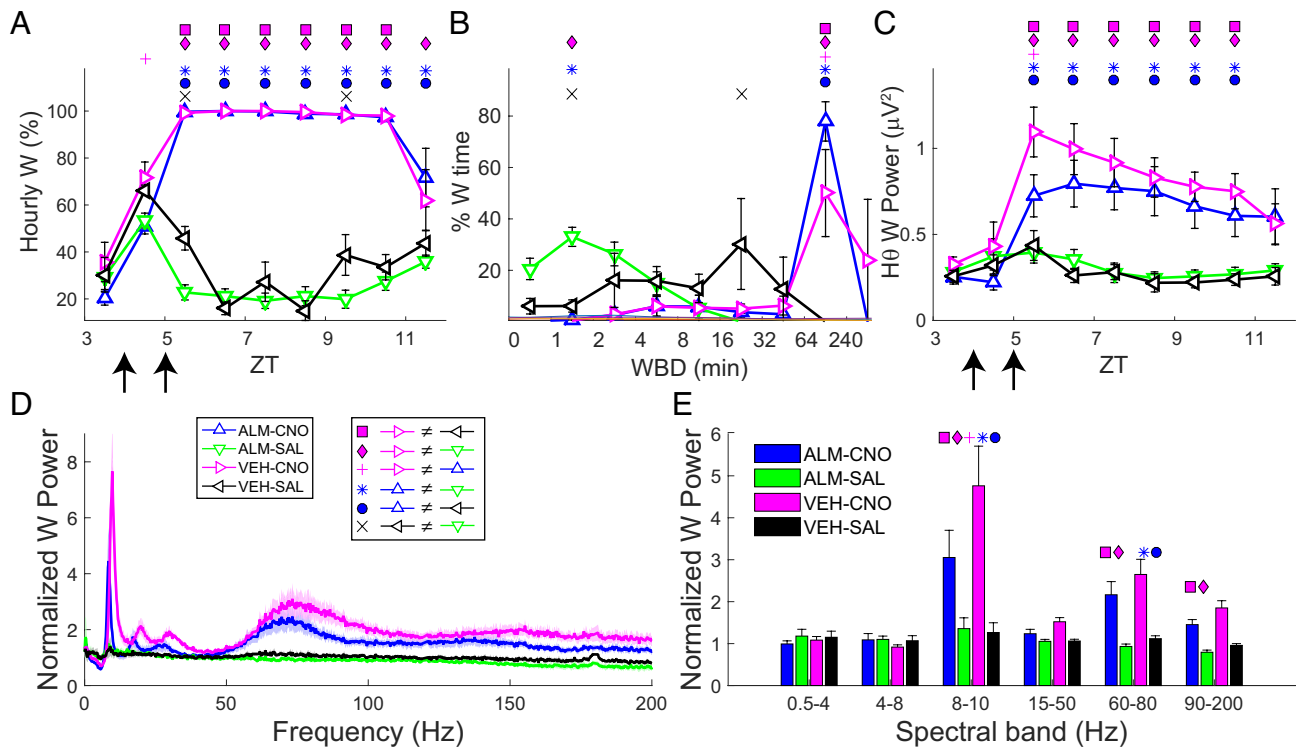 A
Hourly W (%)
100
80
60
40
20
3
5
7
9
11
ZT
B
% W time
80
60
40
20
0
1
2
4
8
16
32
64
240
WBD (min)
C
Hθ W Power (µV²)
1
0.5
0
3
5
7
9
11
ZT
D
Normalized W Power
8
6
4
2
0
0
50
100
150
200
Frequency (Hz)
ALM-CNO
ALM-SAL
VEH-CNO
VEH-SAL
≠
≠
≠
≠
≠
≠
E
Normalized W Power
6
5
4
3
2
1
0
ALM-CNO
ALM-SAL
VEH-CNO
VEH-SAL
0.5-4
4-8
8-10
15-50
60-80
90-200
Spectral band (Hz)